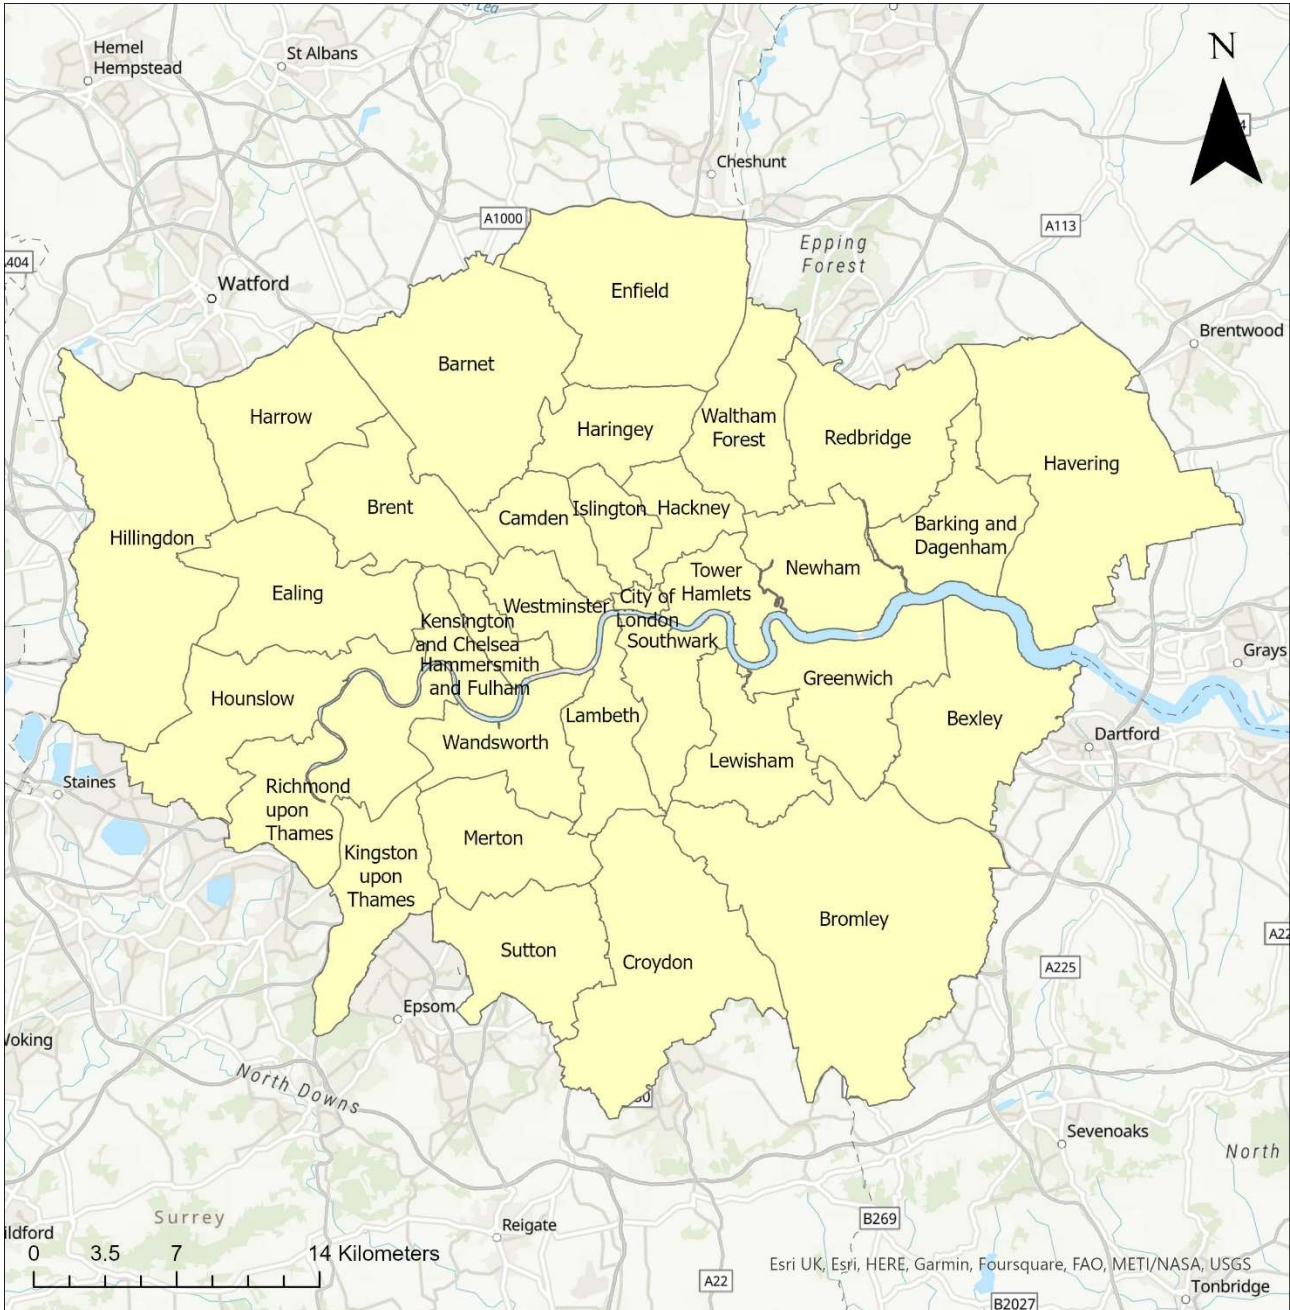 Lea
Hemel
Hempstead
St Albans
N
Cheshunt
A1000
A113
Epping
Forest
404
Watford
Enfield
Brentwood
Barnet
Harrow
Haringey
Waltham
Forest
Redbridge
Havering
Brent
Camden
Islington
Hackney
Barking and
Dagenham
Hillingdon
Ealing
Tower
Hamlets
Newham
Westminster
City of
London
Kensington
and Chelsea
Southwark
Hammersmith
and Fulham
Grays
Greenwich
Hounslow
Lambeth
Bexley
Wandsworth
Dartford
Lewisham
Staines
Richmond
upon
Thames
Merton
Kingston
upon
Thames
Bromley
A22
Sutton
Croydon
A225
Epsom
Woking
North Downs
Sevenoaks
North
Surrey
B269
Reigate
ildford
0 3.5 7 14 Kilometers
Esri UK, Esri, HERE, Garmin, Foursquare, FAO, METI/NASA, USGS
A22
Tonbridge
B2027